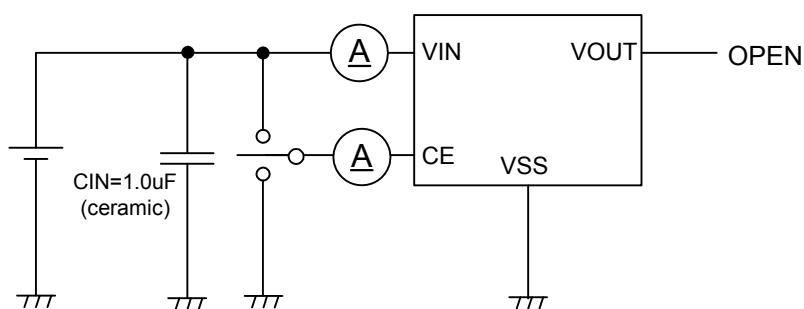 A
VIN
VOUT
OPEN
A
CE
VSS
CIN=1.0uF
(ceramic)